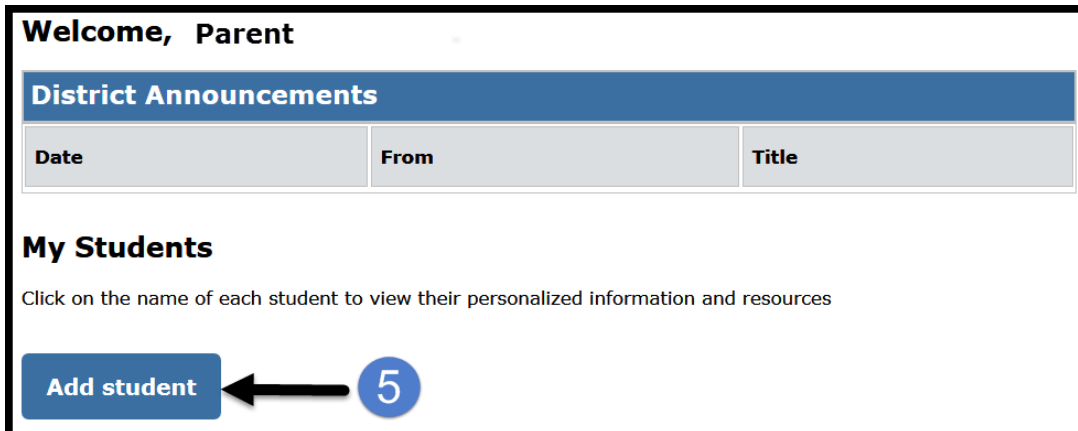 Welcome, Parent
District Announcements
Date From Title
My Students
Click on the name of each student to view their personalized information and resources
Add student 5